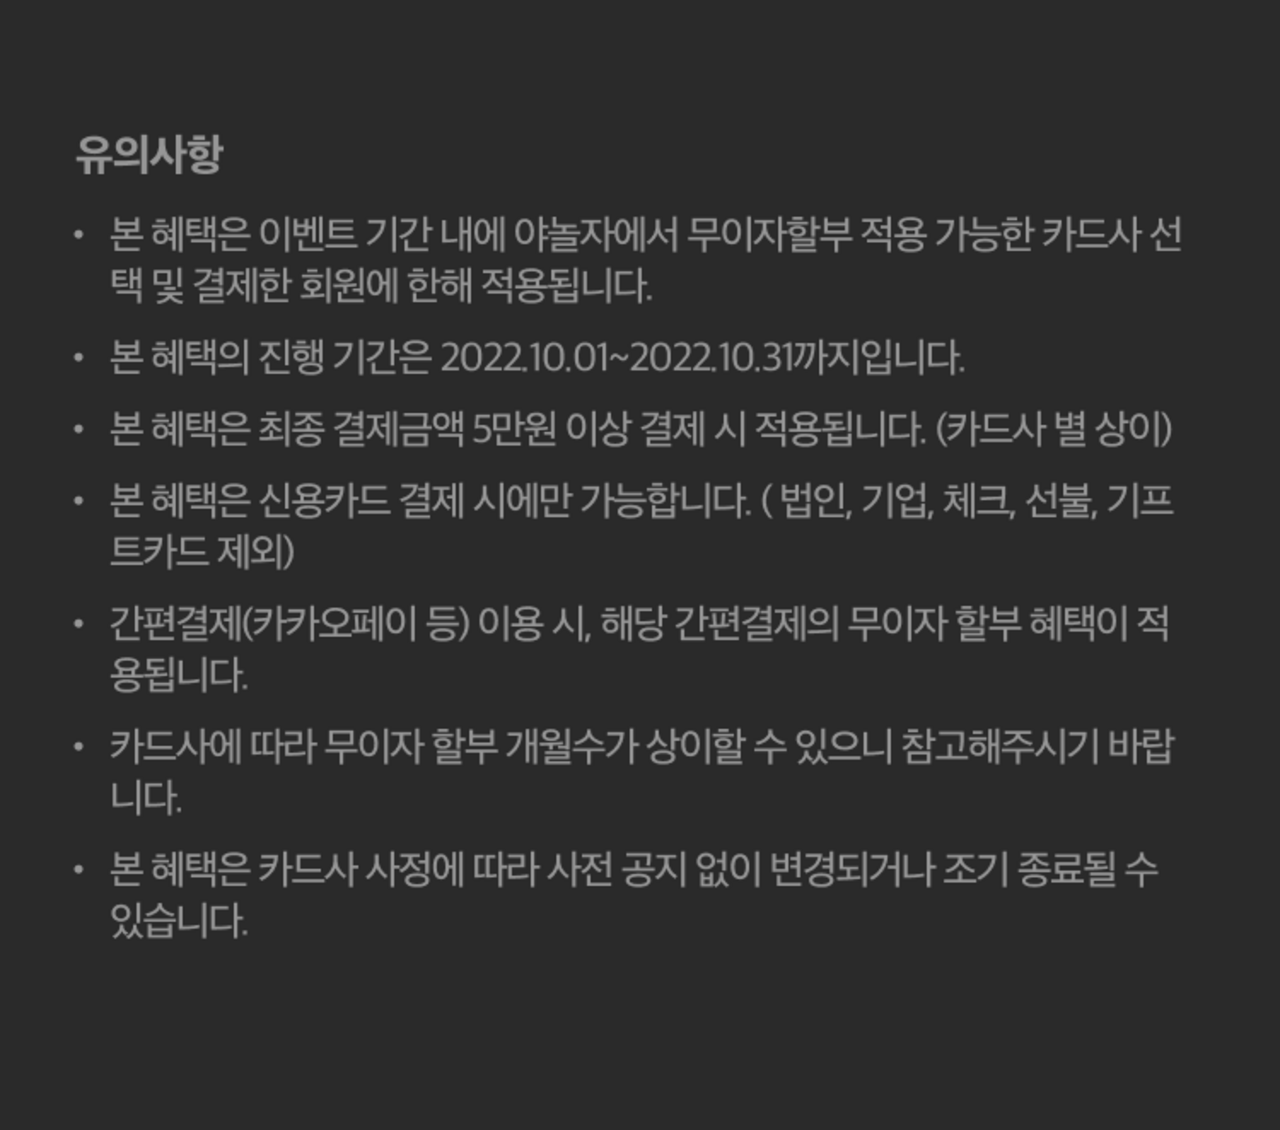 유의사항
• 본 혜택은 이벤트 기간 내에 야놀자에서 무이자할부 적용 가능한 카드사 선
택 및 결제한 회원에 한해 적용됩니다.
• 본 혜택의 진행 기간은 2022.10.01~2022.10.31까지입니다.
• 본 혜택은 최종 결제금액 5만원 이상 결제 시 적용됩니다. (카드사 별 상이)
• 본 혜택은 신용카드 결제 시에만 가능합니다. ( 법인, 기업, 체크, 선불, 기프
트카드 제외)
• 간편결제(카카오페이 등) 이용 시, 해당 간편결제의 무이자 할부 혜택이 적
용됩니다.
• 카드사에 따라 무이자 할부 개월수가 상이할 수 있으니 참고해주시기 바랍
니다.
• 본 혜택은 카드사 사정에 따라 사전 공지 없이 변경되거나 조기 종료될 수
있습니다.